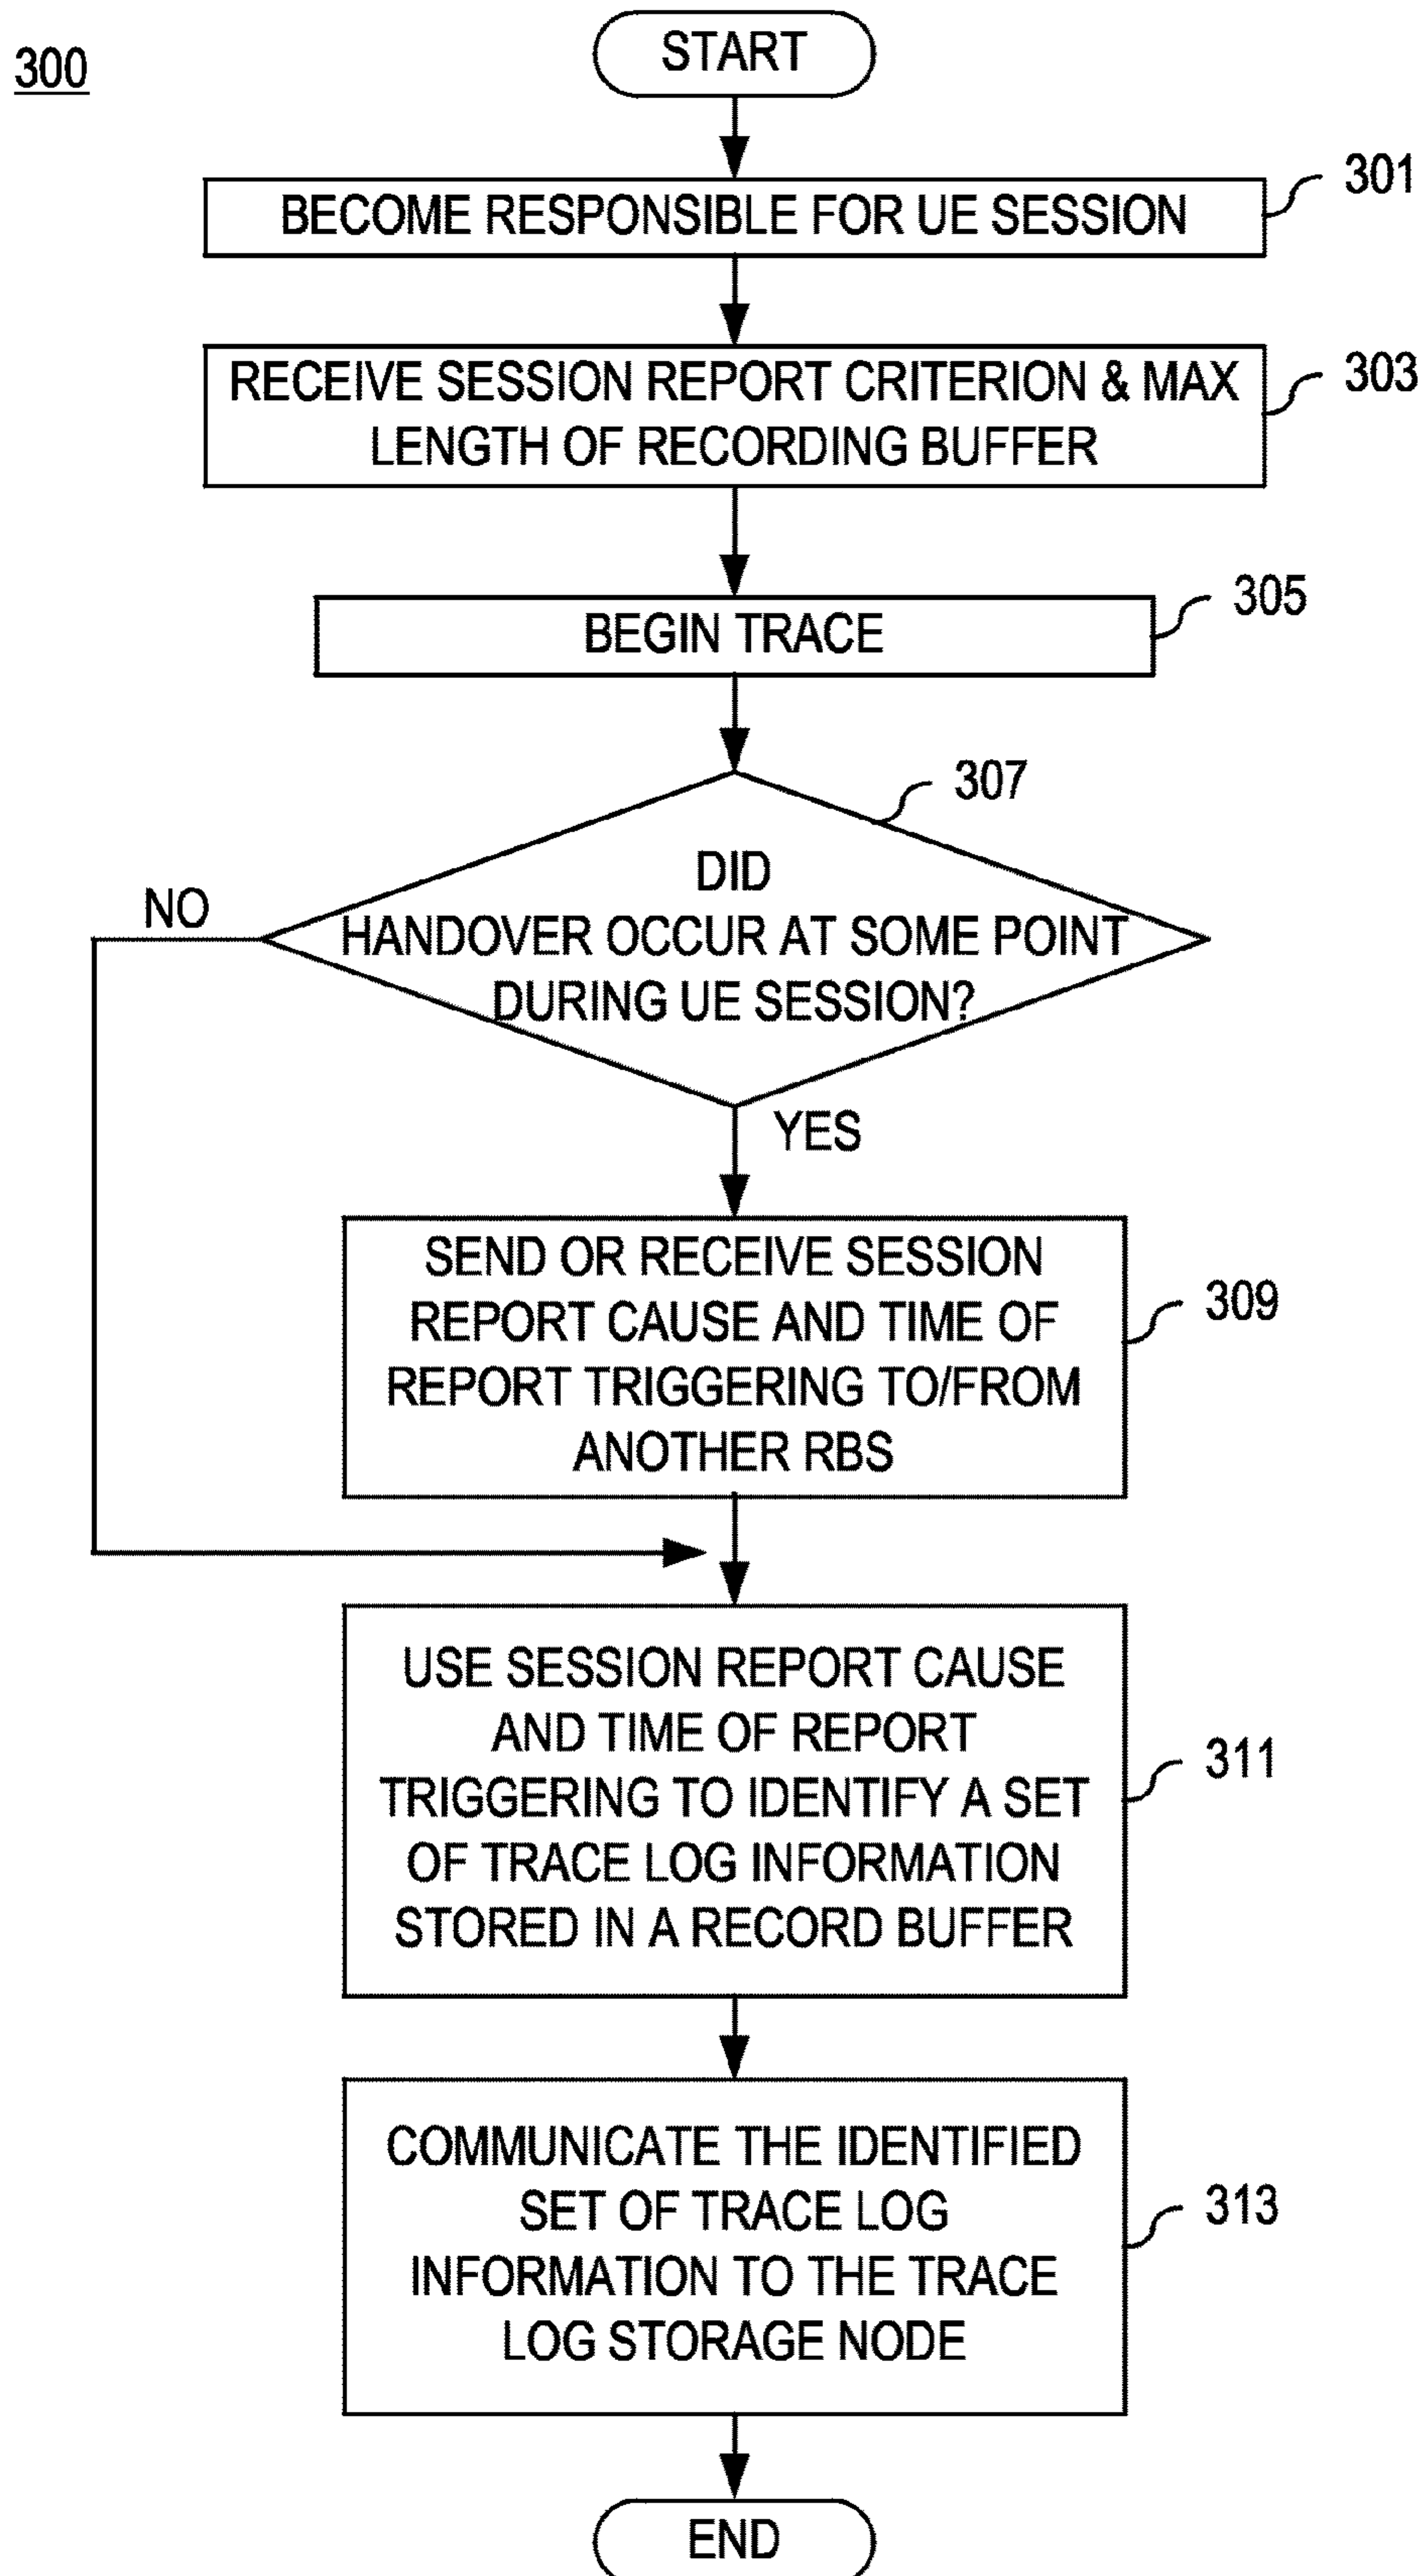 300
START
BECOME RESPONSIBLE FOR UE SESSION
301
RECEIVE SESSION REPORT CRITERION & MAX
LENGTH OF RECORDING BUFFER
303
BEGIN TRACE
305
307
DID
HANDOVER OCCUR AT SOME POINT
DURING UE SESSION?
NO
YES
SEND OR RECEIVE SESSION
REPORT CAUSE AND TIME OF
REPORT TRIGGERING TO/FROM
ANOTHER RBS
309
USE SESSION REPORT CAUSE
AND TIME OF REPORT
TRIGGERING TO IDENTIFY A SET
OF TRACE LOG INFORMATION
STORED IN A RECORD BUFFER
311
COMMUNICATE THE IDENTIFIED
SET OF TRACE LOG
INFORMATION TO THE TRACE
LOG STORAGE NODE
313
END